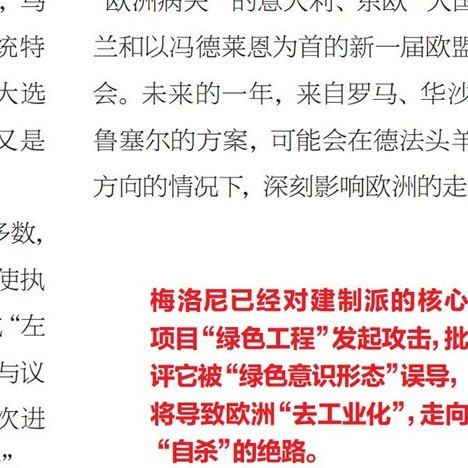 统特
大选
又是
多数，
使执
“左
与议
次进
”
“欧洲病夫”的意大利、东欧“大国”
兰和以冯德莱恩为首的新一届欧盟
会。未来的一年，来自罗马、华沙
鲁塞尔的方案，可能会在德法头羊
方向的情况下，深刻影响欧洲的走
梅洛尼已经对建制派的核心
项目“绿色工程”发起攻击，批
评它被“绿色意识形态”误导，
将导致欧洲“去工业化”，走向
“自杀”的绝路。